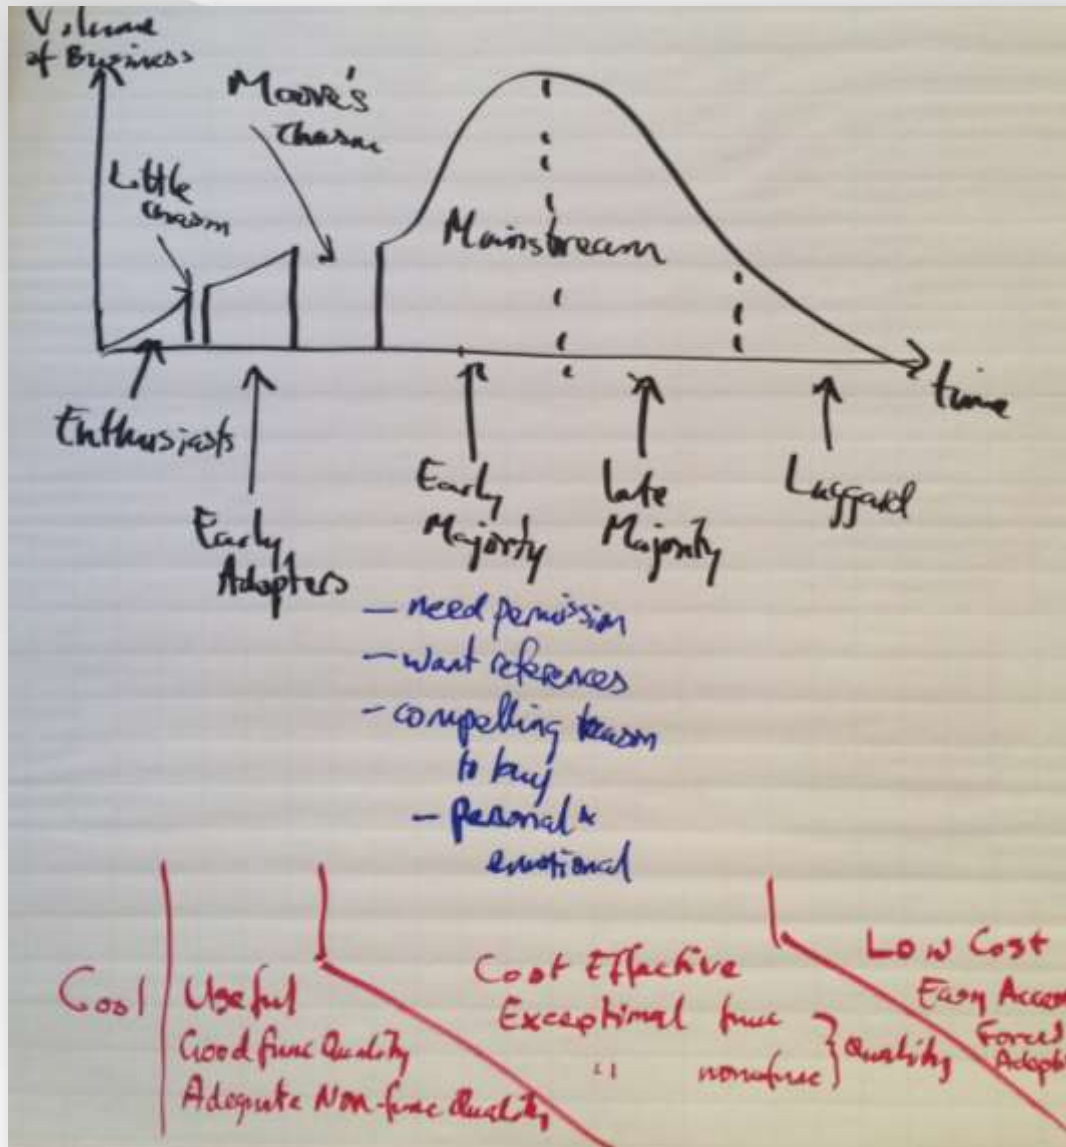 Volume
of Business
Moore's
Chasm
Little
Chasm
Mainstream
time
Enthusiasts
Early
Adopters
Early
Majority
Late
Majority
Laggard
– need permission
– want references
– compelling reason
to buy
– personal &
emotional
Cool
Useful
Good func Quality
Adequate Non-func Quality
Cost Effective
Exceptional func
" nonfunc } Quality
Low Cost
Easy Access
Forced
Adopti